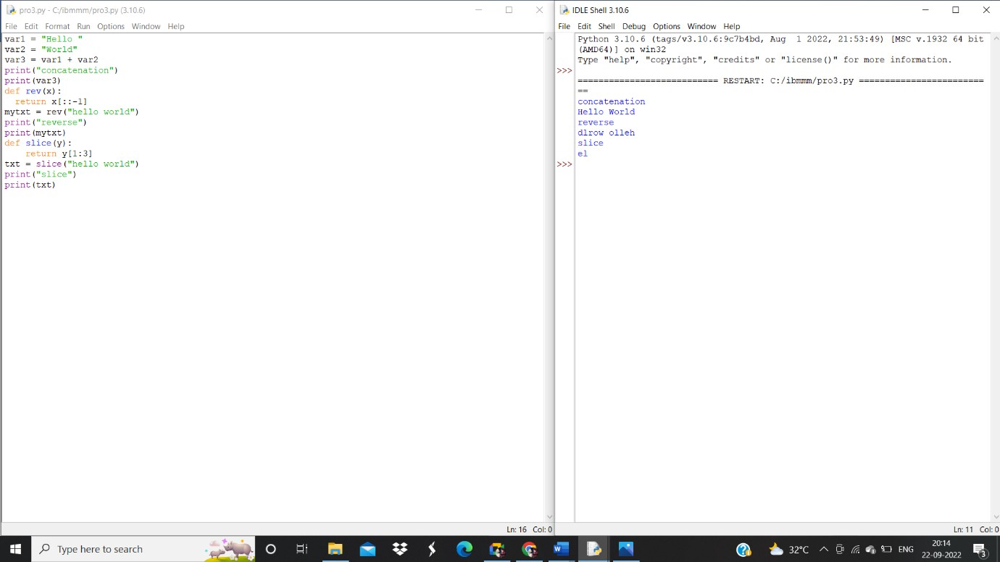 pro3.py - C:/ibmmm/pro3.py (3.10.6)
File Edit Format Run Options Window Help
var1 = "Hello "
var2 = "World"
var3 = var1 + var2
print("concatenation")
print(var3)
def rev(x):
  return x[::-1]
mytxt = rev("hello world")
print("reverse")
print(mytxt)
def slice(y):
    return y[1:3]
txt = slice("hello world")
print("slice")
print(txt)
Ln: 16 Col: 0
IDLE Shell 3.10.6
File Edit Shell Debug Options Window Help
Python 3.10.6 (tags/v3.10.6:9c7b4bd, Aug  1 2022, 21:53:49) [MSC v.1932 64 bit
(AMD64)] on win32
Type "help", "copyright", "credits" or "license()" for more information.
>>>
=========================== RESTART: C:/ibmmm/pro3.py ========================
==
concatenation
Hello World
reverse
dlrow olleh
slice
el
>>>
Ln: 11 Col: 0
Type here to search
32°C ENG 20:14
22-09-2022
3